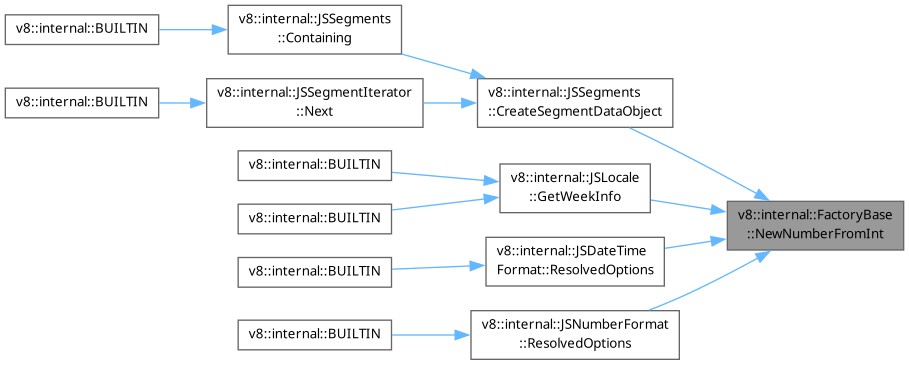 v8::internal::BUILTIN
v8::internal::JSSegments
::Containing
v8::internal::BUILTIN
v8::internal::JSSegmentIterator
::Next
v8::internal::JSSegments
::CreateSegmentDataObject
v8::internal::BUILTIN
v8::internal::BUILTIN
v8::internal::JSLocale
::GetWeekInfo
v8::internal::FactoryBase
::NewNumberFromInt
v8::internal::BUILTIN
v8::internal::JSDateTime
Format::ResolvedOptions
v8::internal::BUILTIN
v8::internal::JSNumberFormat
::ResolvedOptions